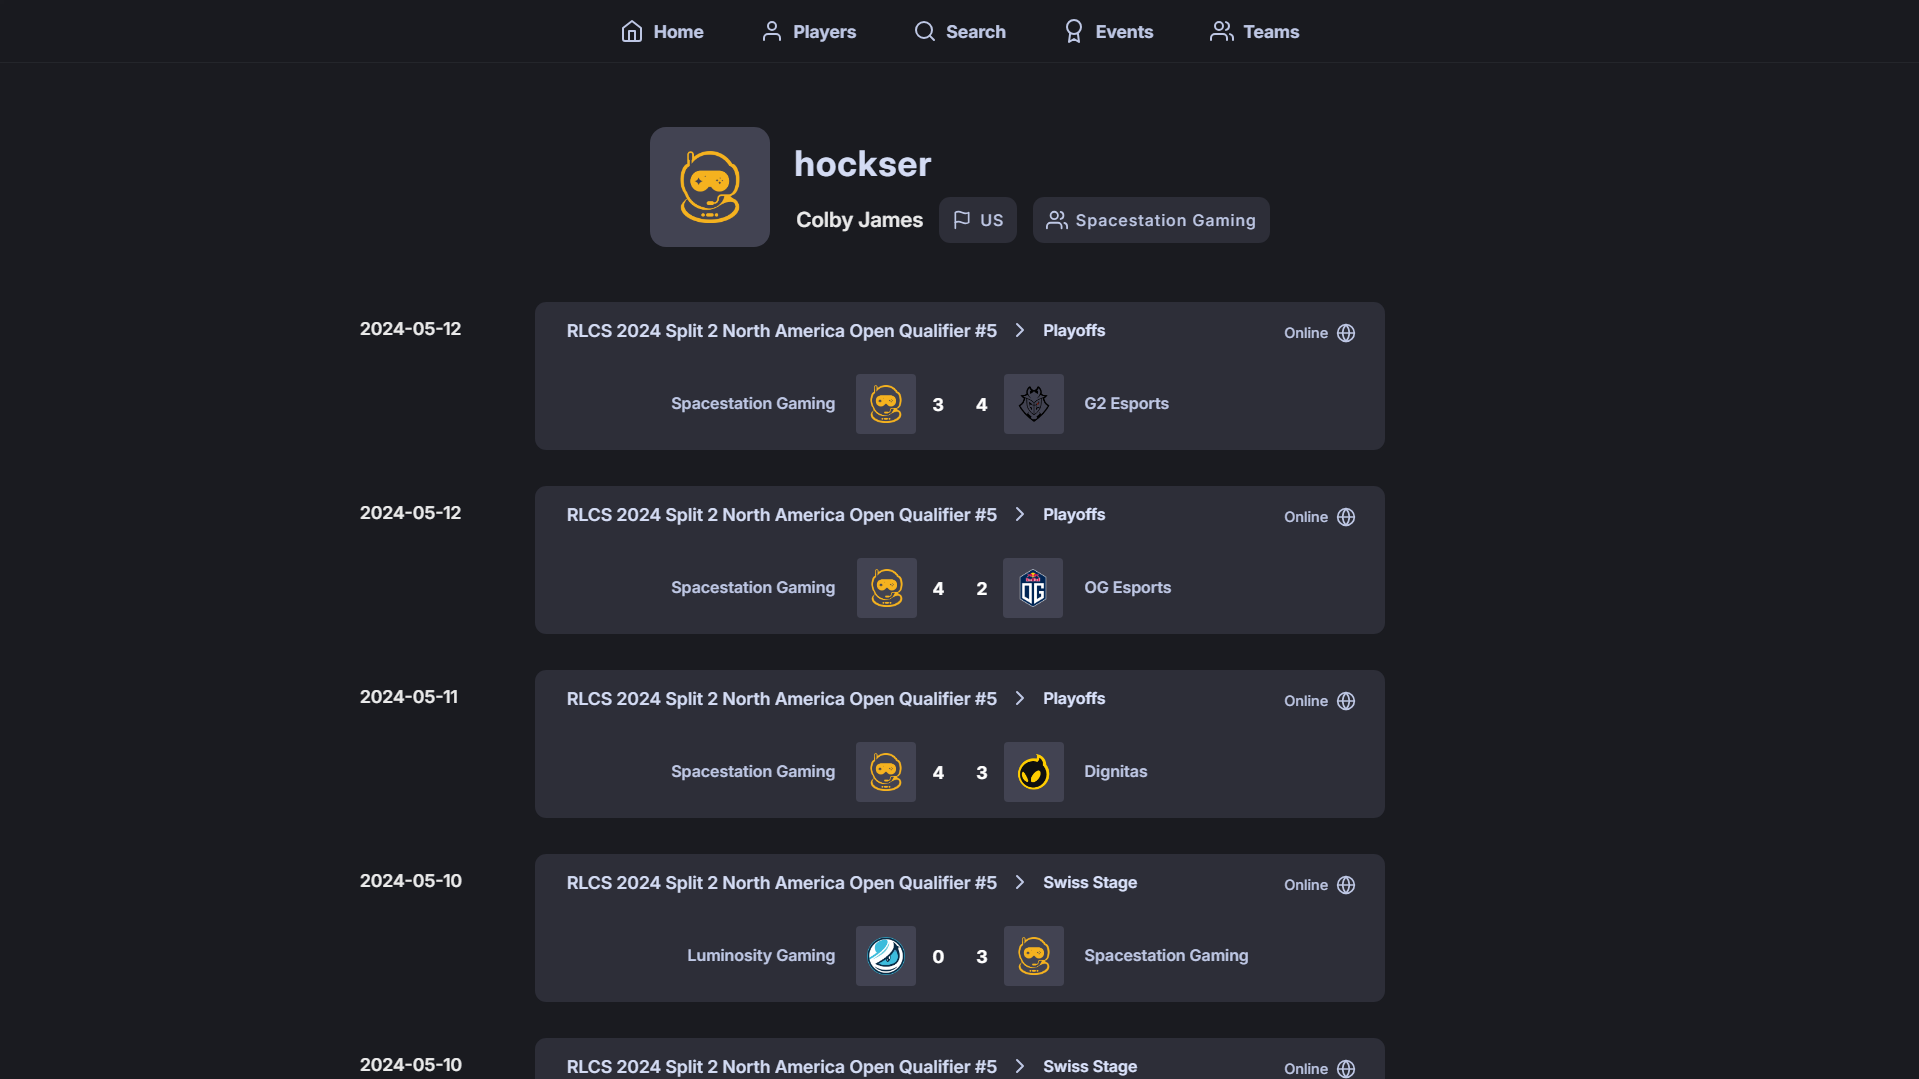 Home Players Search Events Teams
hockser
Colby James US Spacestation Gaming
2024-05-12
RLCS 2024 Split 2 North America Open Qualifier #5 Playoffs Online
Spacestation Gaming 3 4 G2 Esports
2024-05-12
RLCS 2024 Split 2 North America Open Qualifier #5 Playoffs Online
Spacestation Gaming 4 2 OG OG Esports
2024-05-11
RLCS 2024 Split 2 North America Open Qualifier #5 Playoffs Online
Spacestation Gaming 4 3 Dignitas
2024-05-10
RLCS 2024 Split 2 North America Open Qualifier #5 Swiss Stage Online
Luminosity Gaming 0 3 Spacestation Gaming
2024-05-10
RLCS 2024 Split 2 North America Open Qualifier #5 Swiss Stage Online